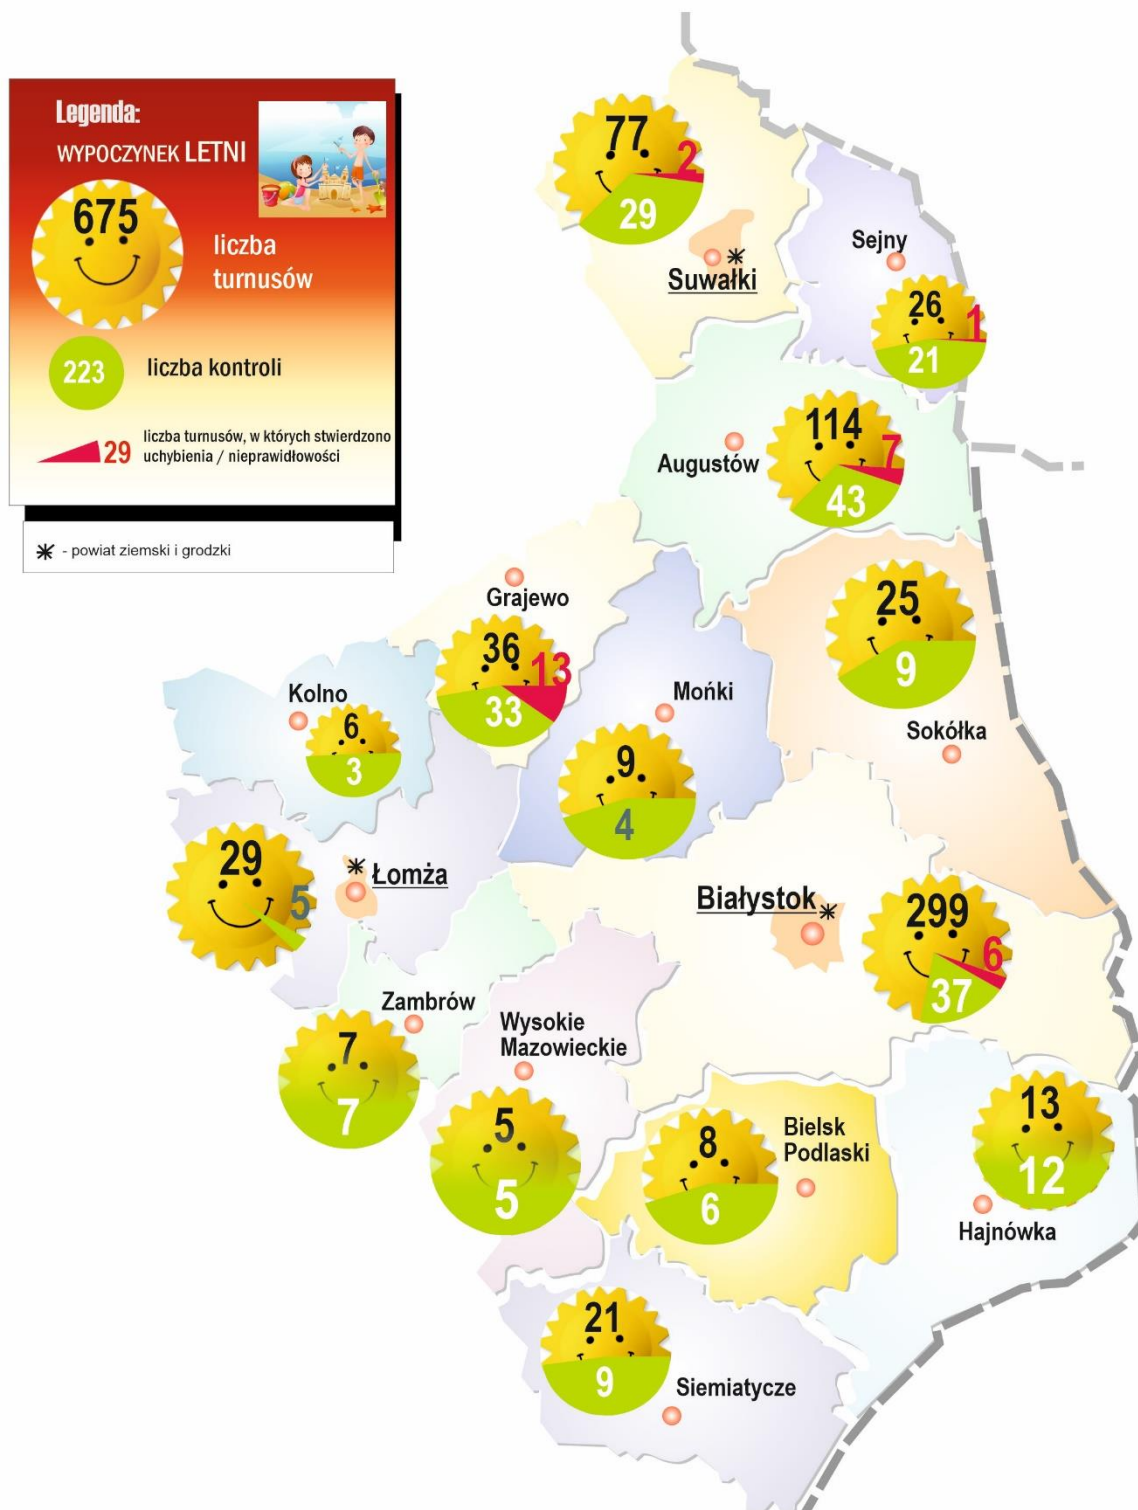 Legenda:
WYPOCZYNEK LETNI
675
liczba
turnusów
223
liczba kontroli
29
liczba turnusów, w których stwierdzono
uchybienia / nieprawidłowości
- powiat ziemski i grodzki
77
2
29
Suwałki
Sejny
26
1
21
114
7
43
Augustów
Grajewo
36
13
33
25
9
Sokółka
Kolno
6
3
Mońki
9
4
29
5
Łomża
Białystok
299
6
37
Zambrów
7
7
Wysokie
Mazowieckie
5
5
8
6
Bielsk
Podlaski
13
12
Hajnówka
21
9
Siemiatycze